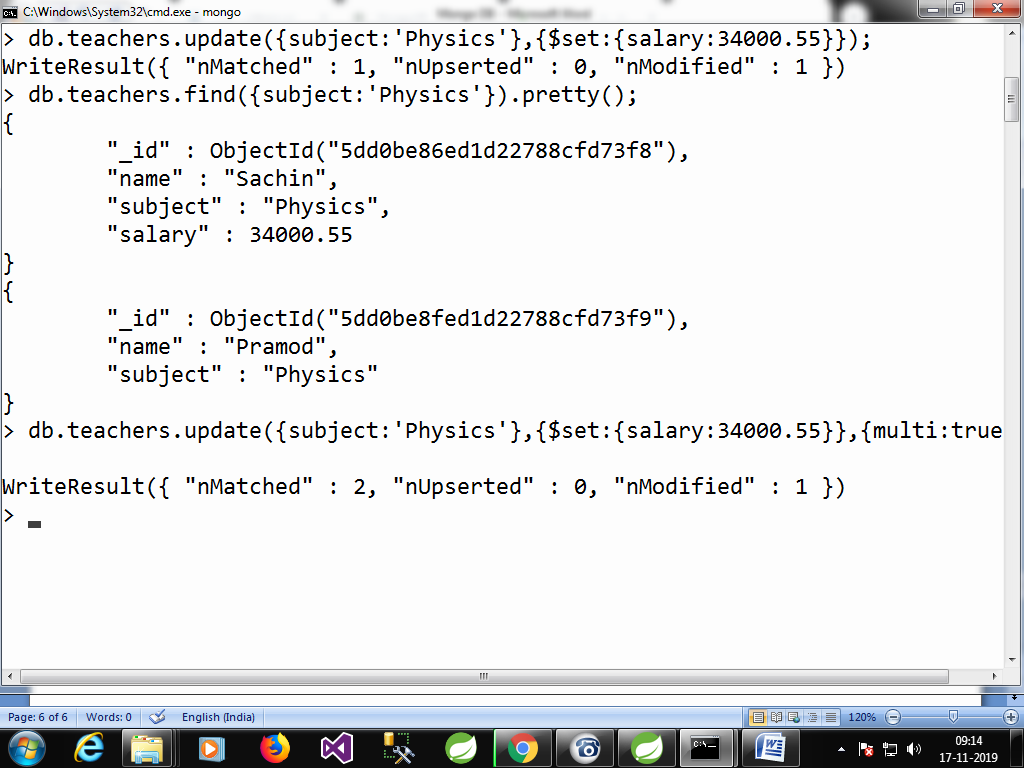 C:\Windows\System32\cmd.exe - mongo
> db.teachers.update({subject:'Physics'},{$set:{salary:34000.55}});
WriteResult({ "nMatched" : 1, "nUpserted" : 0, "nModified" : 1 })
> db.teachers.find({subject:'Physics'}).pretty();
{
"_id" : ObjectId("5dd0be86ed1d22788cfd73f8"),
"name" : "Sachin",
"subject" : "Physics",
"salary" : 34000.55
}
{
"_id" : ObjectId("5dd0be8fed1d22788cfd73f9"),
"name" : "Pramod",
"subject" : "Physics"
}
> db.teachers.update({subject:'Physics'},{$set:{salary:34000.55}},{multi:true
WriteResult({ "nMatched" : 2, "nUpserted" : 0, "nModified" : 1 })
>
Page: 6 of 6 Words: 0 English (India) 120%
09:14
17-11-2019